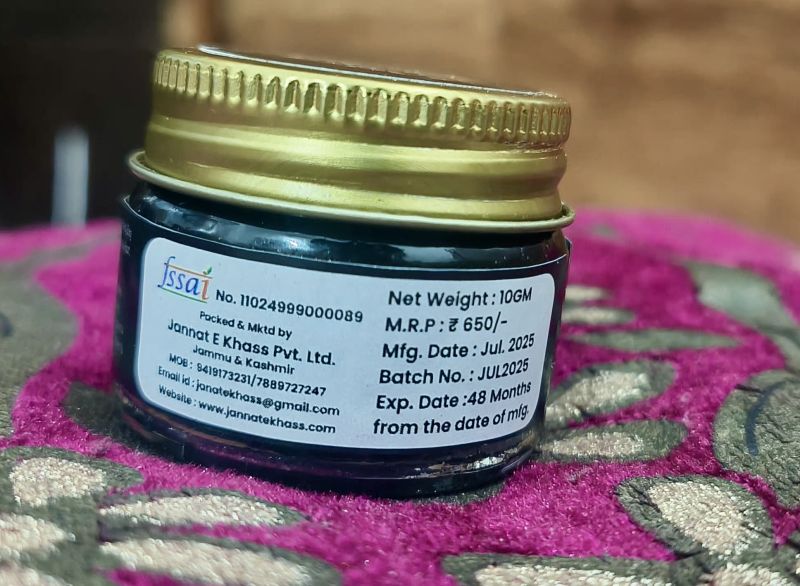 fssai No. 11024999000089
Packed & Mktd by
Jannat E Khass Pvt. Ltd.
Jammu & Kashmir
MOB : 9419173231/7889727247
Email id : janatekhass@gmail.com
Website : www.jannatekhass.com
Net Weight : 10GM
M.R.P : ₹ 650/-
Mfg. Date : Jul. 2025
Batch No. : JUL2025
Exp. Date :48 Months
from the date of mfg.